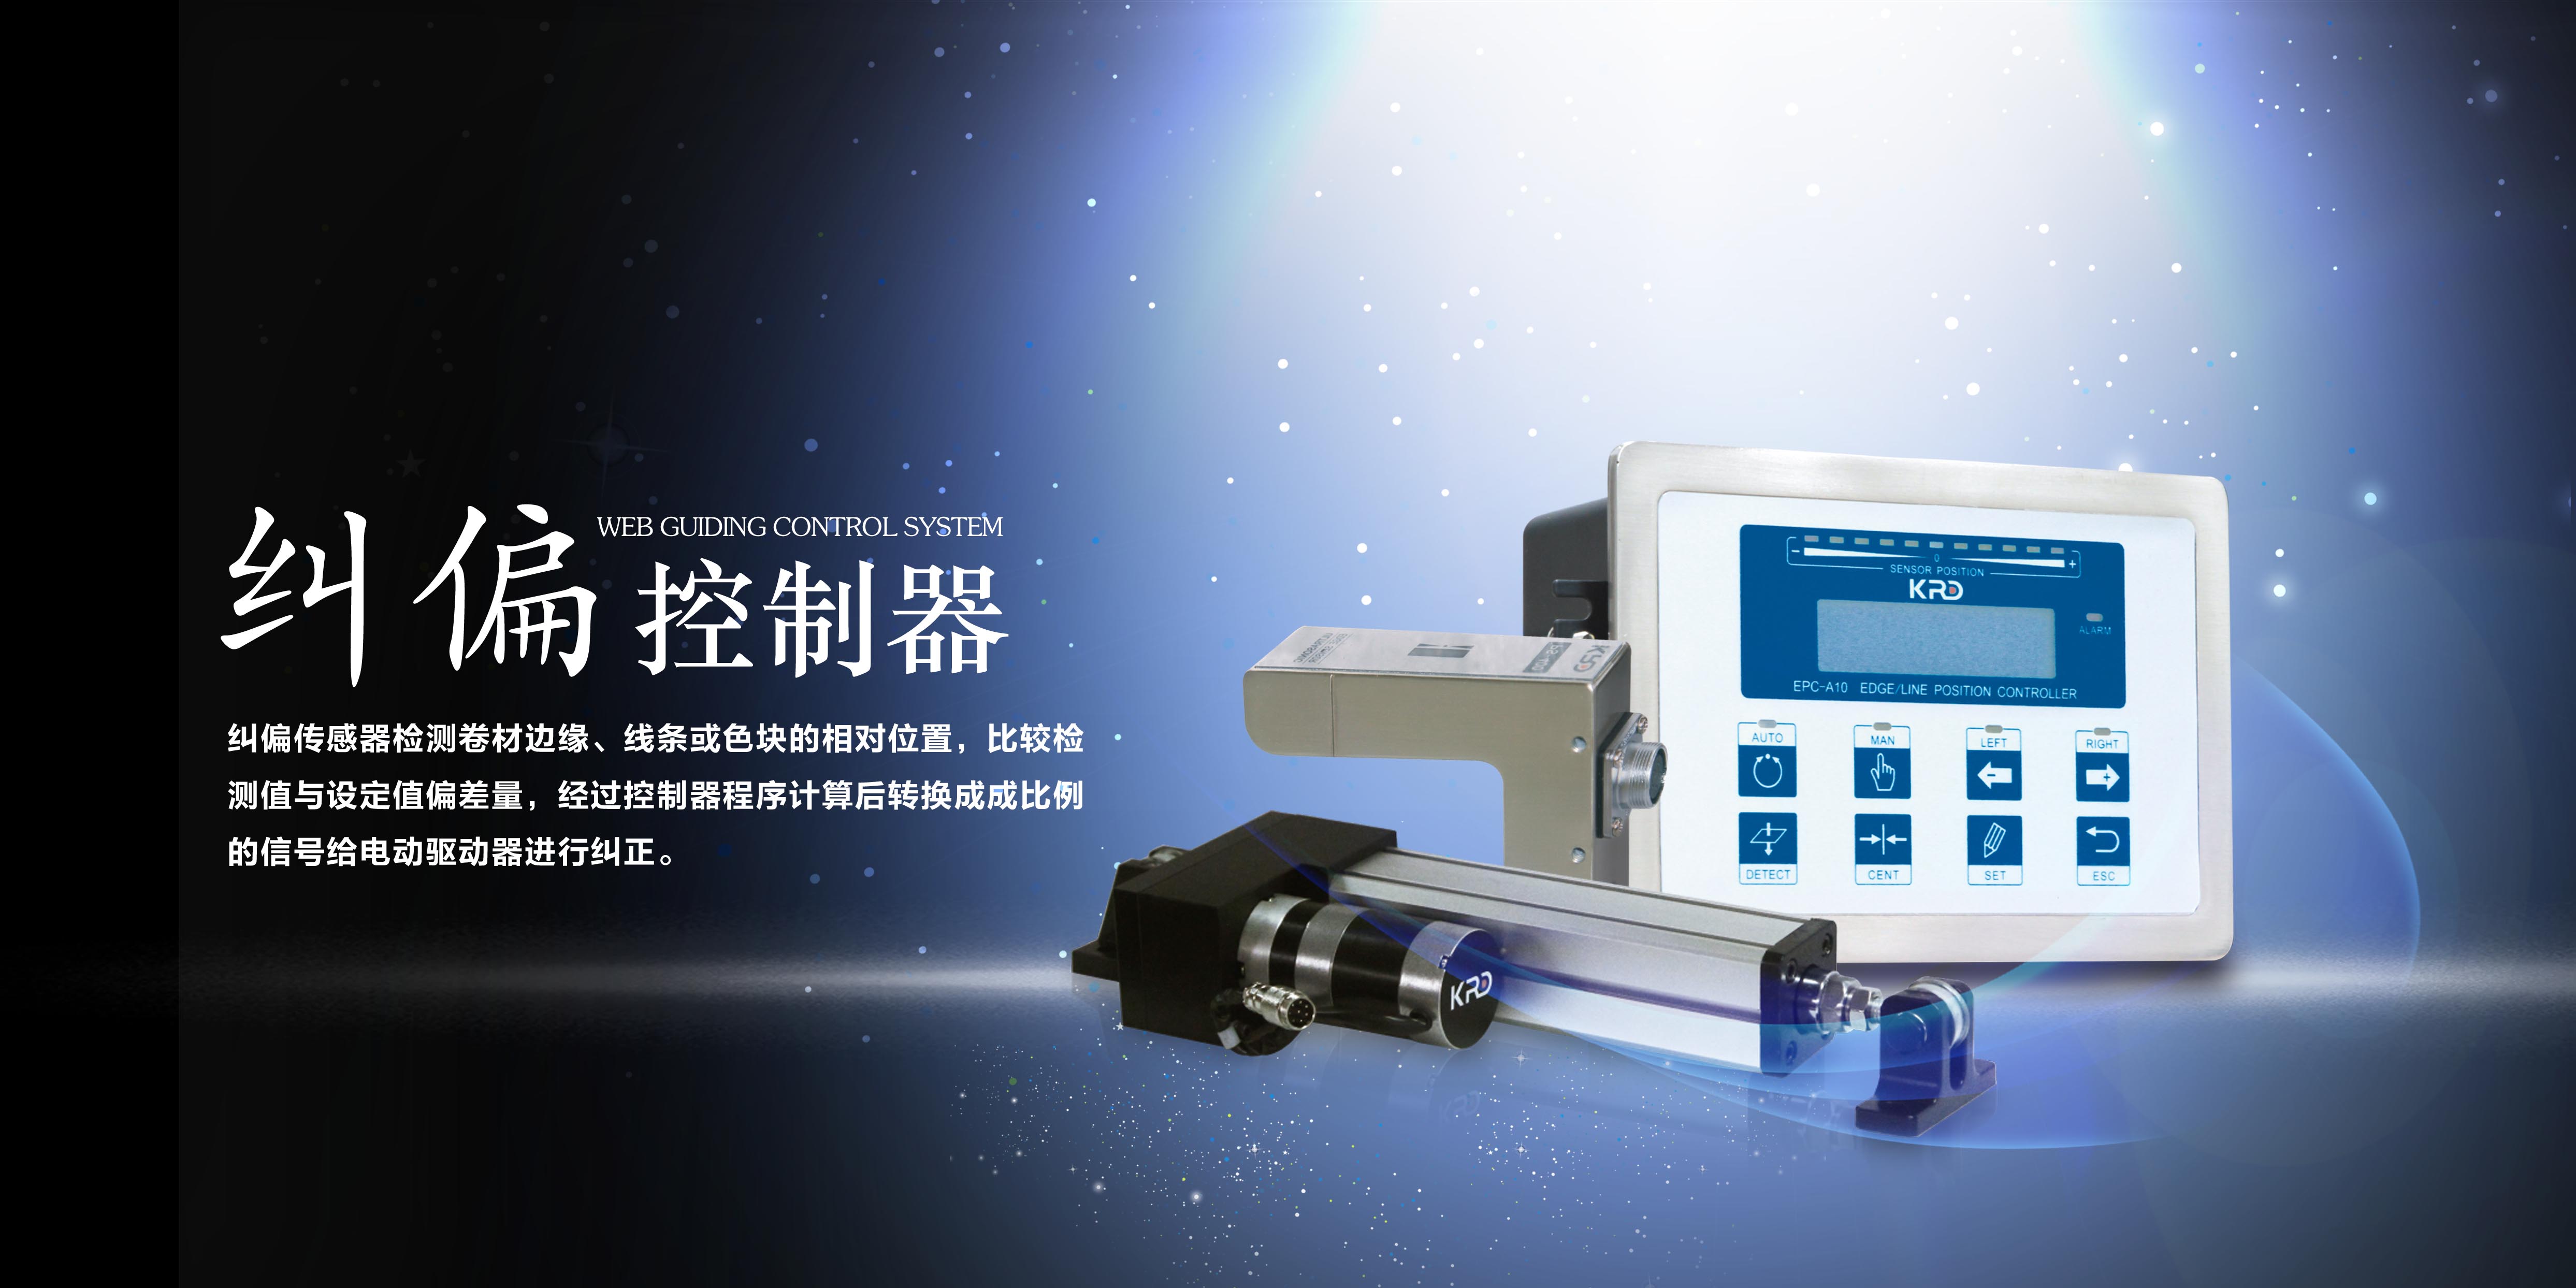 纠偏
WEB GUIDING CONTROL SYSTEM
控制器
纠偏传感器检测卷材边缘、线条或色块的相对位置，比较检
测值与设定值偏差量，经过控制器程序计算后转换成成比例
的信号给电动驱动器进行纠正。
- 0 +
SENSOR POSITION
KRD
ALARM
EPC-A10 EDGE/LINE POSITION CONTROLLER
AUTO MAN LEFT RIGHT
- +
DETECT CENT SET ESC
KRD
KRD